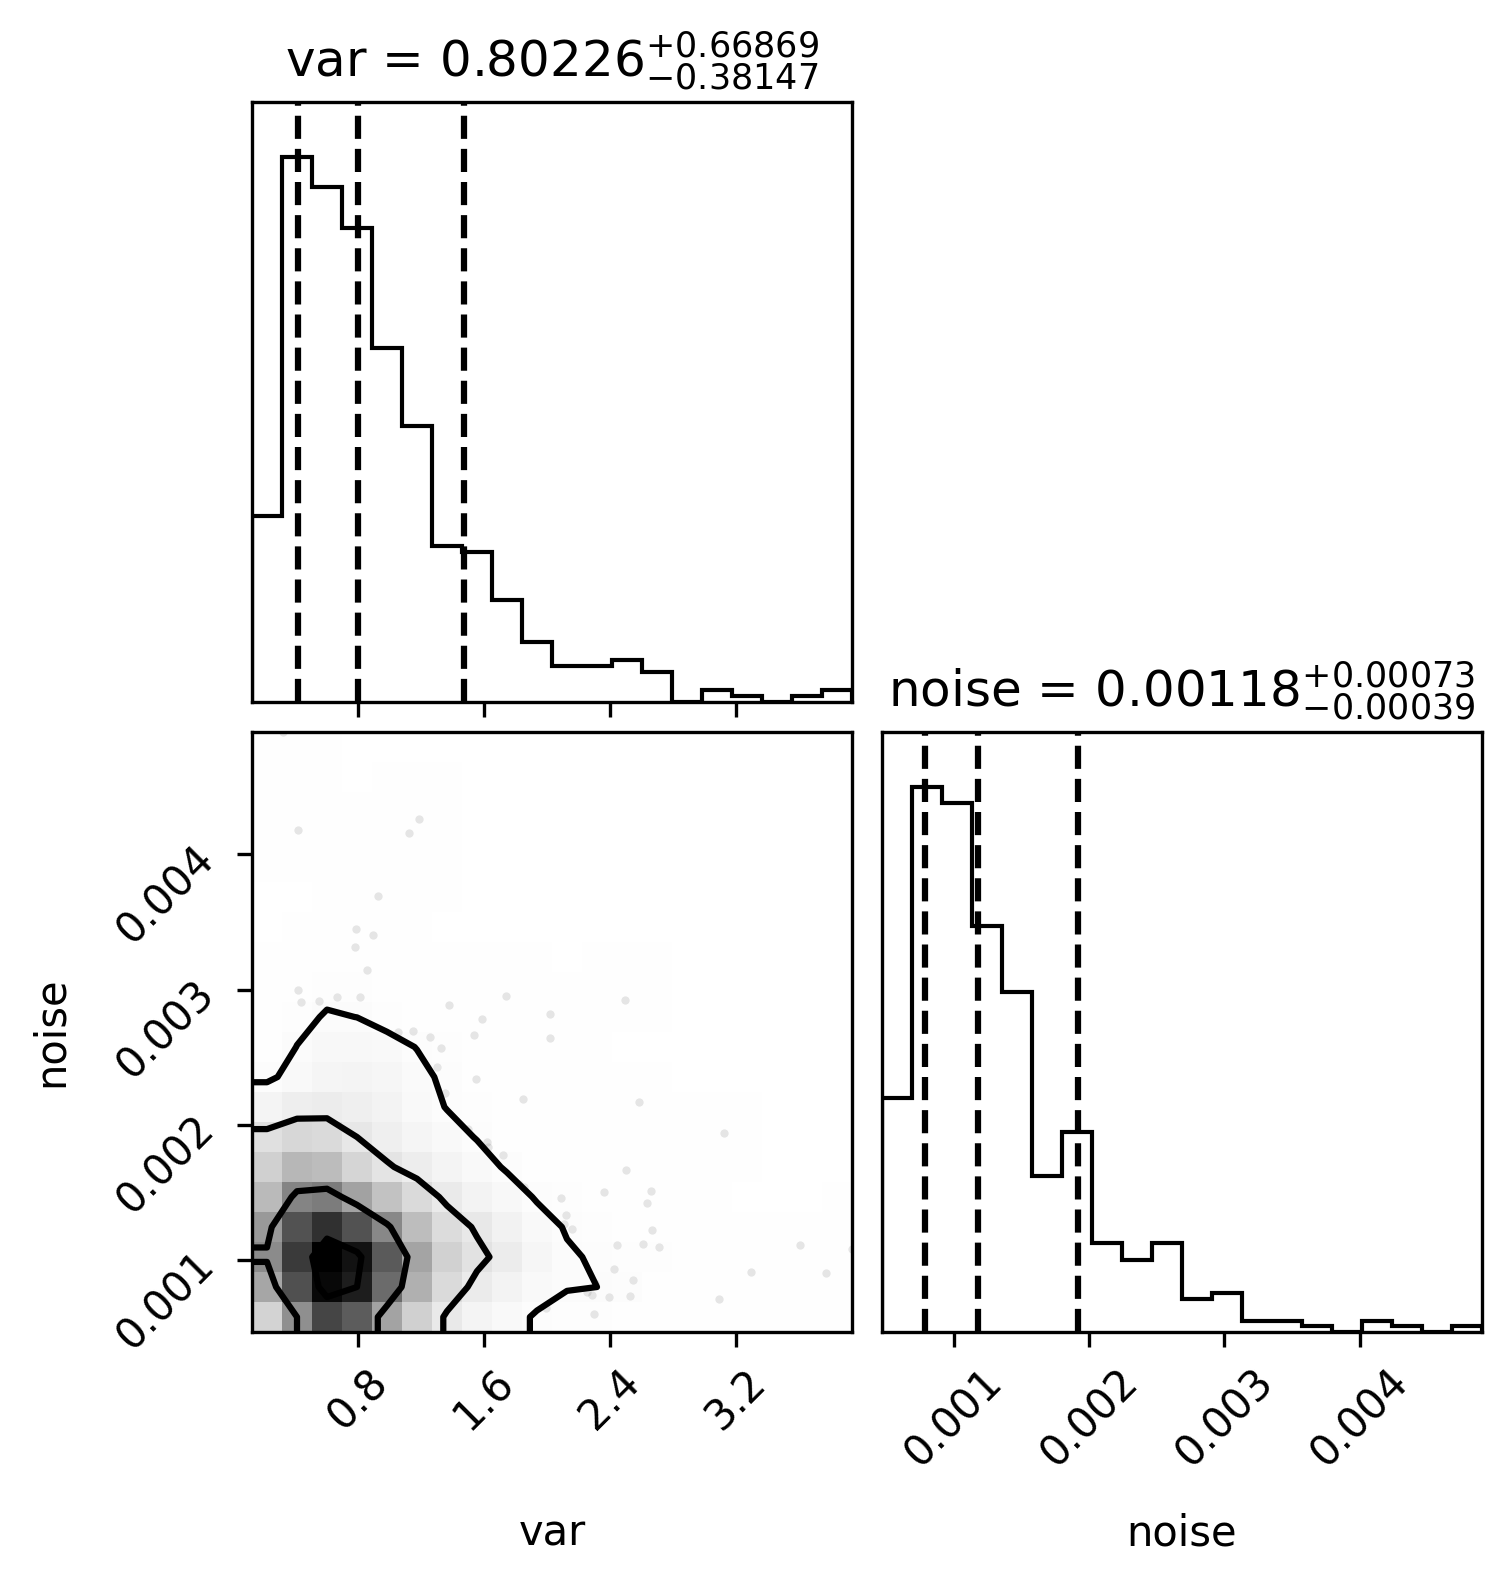 var = 0.80226+0.66869−0.38147
noise = 0.00118+0.00073−0.00039
noise
0.004
0.003
0.002
0.001
0.8 1.6 2.4 3.2
var
0.001 0.002 0.003 0.004
noise